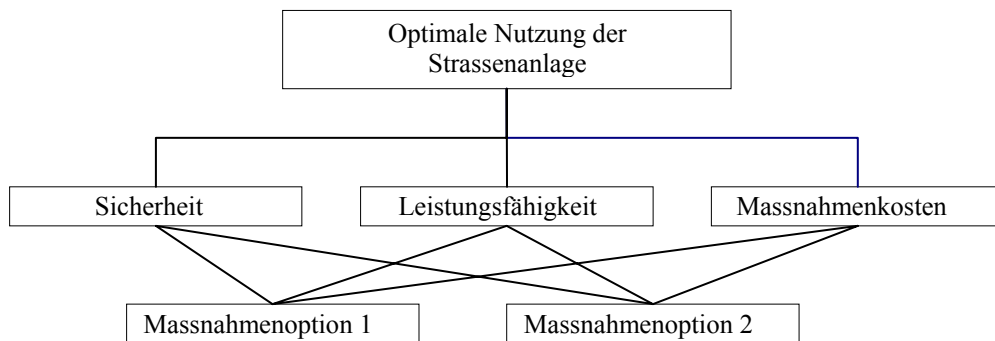 Optimale Nutzung der
Strassenanlage
Sicherheit
Leistungsfähigkeit
Massnahmenkosten
Massnahmenoption 1
Massnahmenoption 2